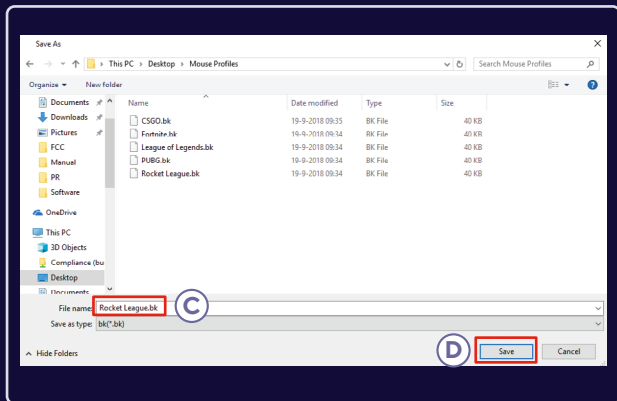 Save As
This PC > Desktop > Mouse Profiles
Search Mouse Profiles
Organize
New folder
Name
Date modified
Type
Size
Documents
Downloads
Pictures
FCC
Manual
PR
Software
OneDrive
This PC
3D Objects
Compliance (bu
Desktop
Documents
CSGO.bk 19-9-2018 09:35 BK File 40 KB
Fortnite.bk 19-9-2018 09:34 BK File 40 KB
League of Legends.bk 19-9-2018 09:34 BK File 40 KB
PUBG.bk 19-9-2018 09:34 BK File 40 KB
Rocket League.bk 19-9-2018 09:34 BK File 40 KB
File name: Rocket League.bk
C
Save as type: bk(*.bk)
Hide Folders
D
Save
Cancel